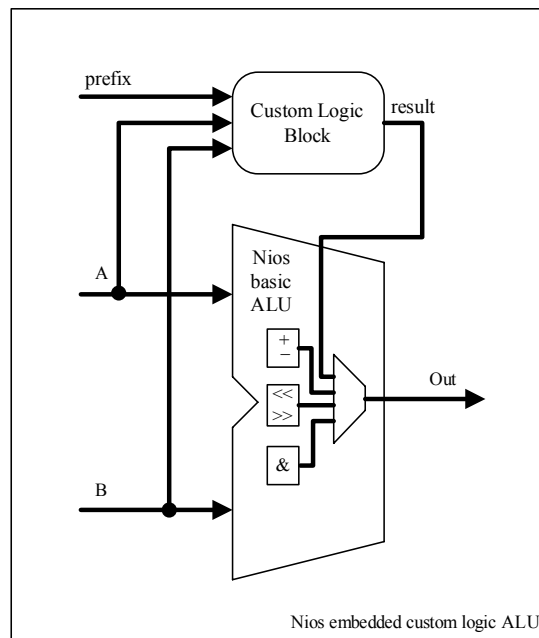 prefix
Custom Logic
Block
result
A
Nios
basic
ALU
+
−
<<
>>
Out
&
B
Nios embedded custom logic ALU